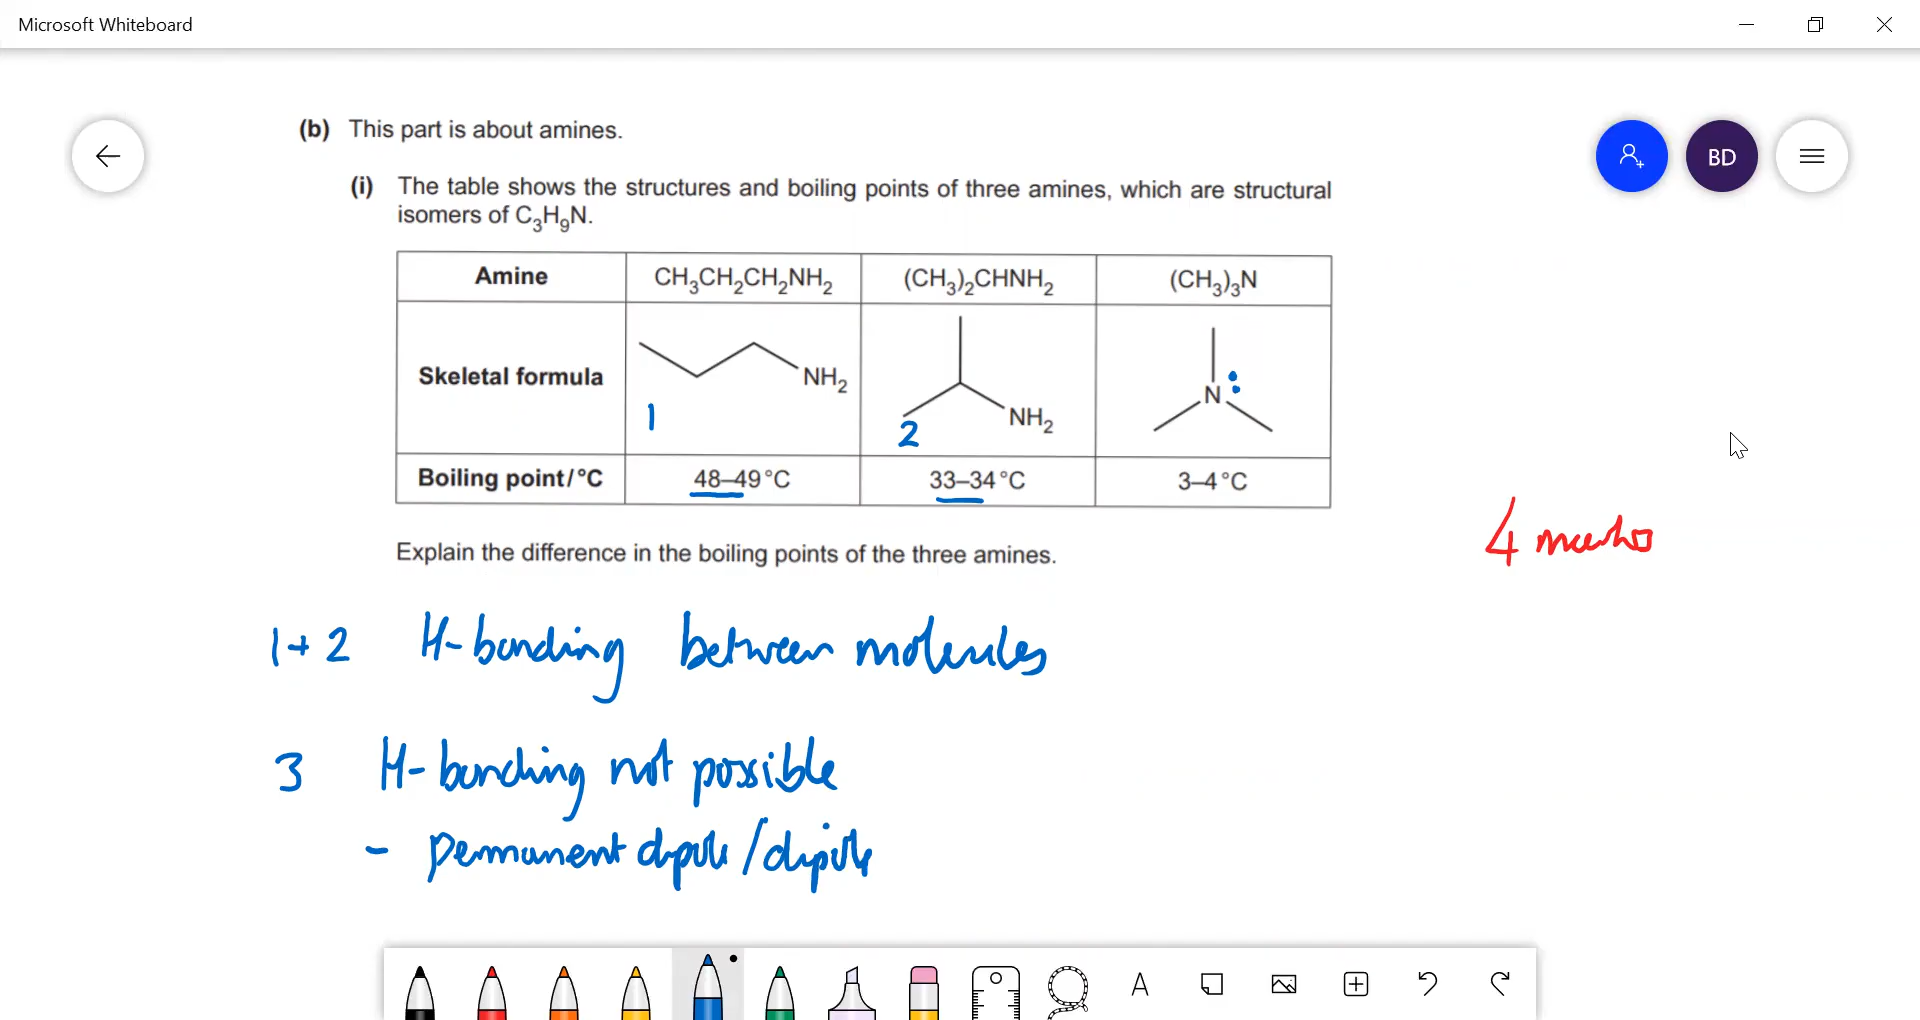 Microsoft Whiteboard
BD
(b) This part is about amines.
(i) The table shows the structures and boiling points of three amines, which are structural
isomers of C₃H₉N.
Amine CH₃CH₂CH₂NH₂ (CH₃)₂CHNH₂ (CH₃)₃N
Skeletal formula NH₂ NH₂ N
1 2
Boiling point/°C 48–49°C 33–34°C 3–4°C
4 marks
Explain the difference in the boiling points of the three amines.
1+2 H-bonding between molecules
3 H-bonding not possible
- permanent dipole/dipole
A